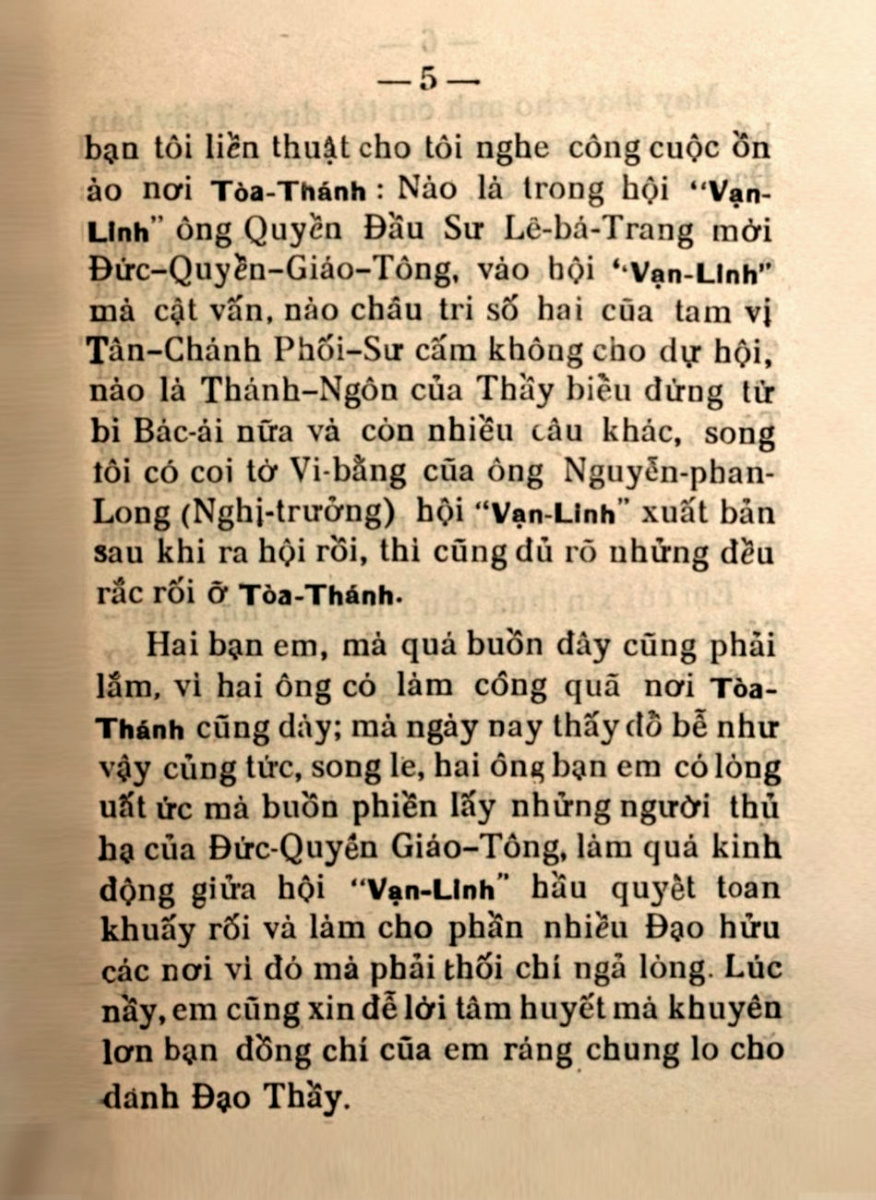 — 5 —
bạn tôi liền thuật cho tôi nghe công cuộc ồn
ào nơi Tòa-Thánh : Nào là trong hội “Vạn-
Linh” ông Quyền Đầu Sư Lê-bá-Trang mời
Đức-Quyền-Giáo-Tông, vào hội “Vạn-Linh”
mà cật vấn, nào châu tri số hai của tam vị
Tân-Chánh Phối-Sư cấm không cho dự hội,
nào là Thánh-Ngôn của Thầy biểu đừng từ
bi Bác-ái nữa và còn nhiều câu khác, song
tôi có coi tờ Vi-bằng của ông Nguyễn-phan-
Long (Nghị-trưởng) hội “Vạn-Linh” xuất bản
sau khi ra hội rồi, thì cũng đủ rõ những đều
rắc rối ở Tòa-Thánh.
Hai bạn em, mà quá buồn đây cũng phải
lắm, vì hai ông có làm công quã nơi Tòa-
Thánh cũng dày; mà ngày nay thấy đổ bể như
vậy củng tức, song le, hai ông bạn em có lòng
uất ức mà buồn phiền lấy những người thủ
hạ của Đức-Quyền Giáo-Tông, làm quá kinh
động giửa hội “Vạn-Linh” hầu quyết toan
khuấy rối và làm cho phần nhiều Đạo hửu
các nơi vì đó mà phải thối chí ngả lòng. Lúc
nầy, em cũng xin để lời tâm huyết mà khuyên
lơn bạn đồng chí của em ráng chung lo cho
danh Đạo Thầy.